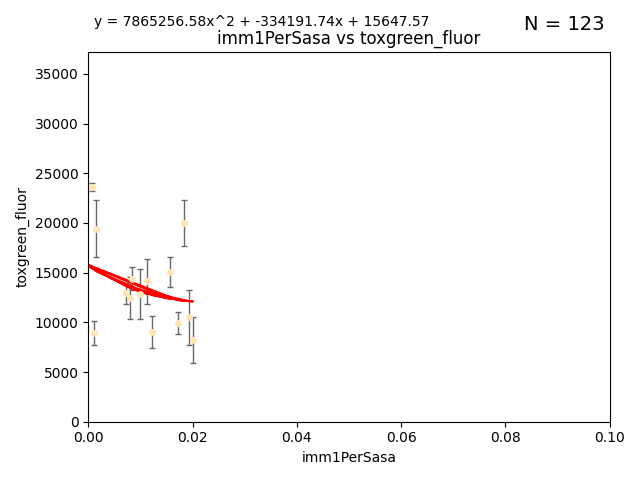 y = 7865256.58x^2 + -334191.74x + 15647.57
N = 123
imm1PerSasa vs toxgreen_fluor
35000
30000
25000
20000
15000
10000
5000
0
toxgreen_fluor
0.00 0.02 0.04 0.06 0.08 0.10
imm1PerSasa